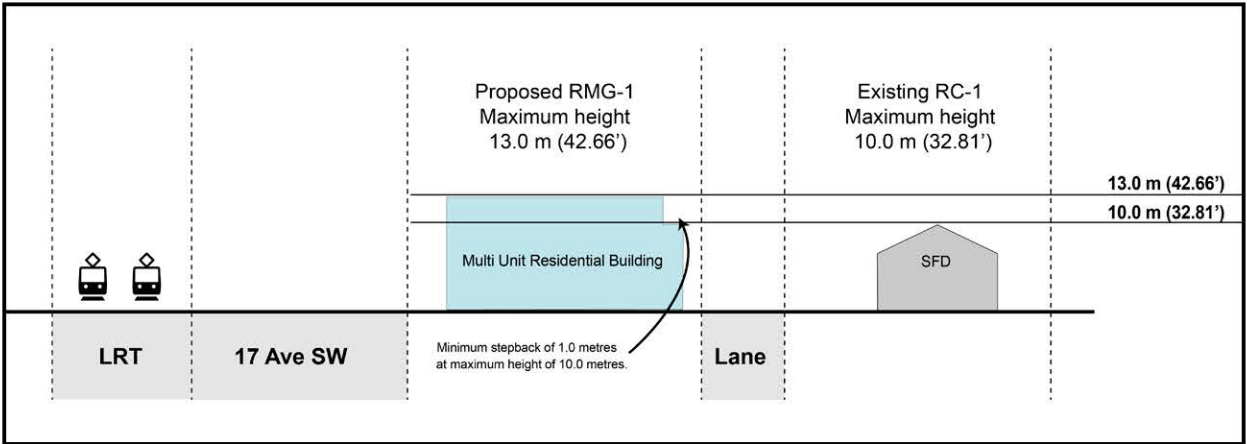 Proposed RMG-1
Maximum height
13.0 m (42.66’)
Existing RC-1
Maximum height
10.0 m (32.81’)
13.0 m (42.66’)
10.0 m (32.81’)
Multi Unit Residential Building
SFD
LRT
17 Ave SW
Minimum stepback of 1.0 metres
at maximum height of 10.0 metres.
Lane